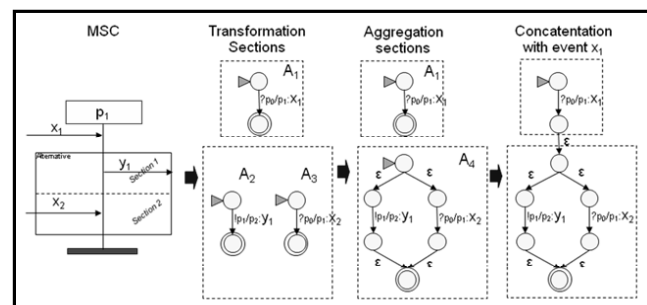 MSC
Transformation
Sections
Aggregation
sections
Concatentation
with event x₁
p₁
x₁
Alternative
y₁
Section 1
x₂
Section 2
A₁
?p₀/p₁:x₁
A₂
A₃
!p₁/p₂:y₁
?p₀/p₁:x₂
A₁
?p₀/p₁:x₁
A₄
ε
ε
!p₁/p₂:y₁
?p₀/p₁:x₂
ε
ε
?p₀/p₁:x₁
ε
ε
ε
!p₁/p₂:y₁
?p₀/p₁:x₂
ε
ε